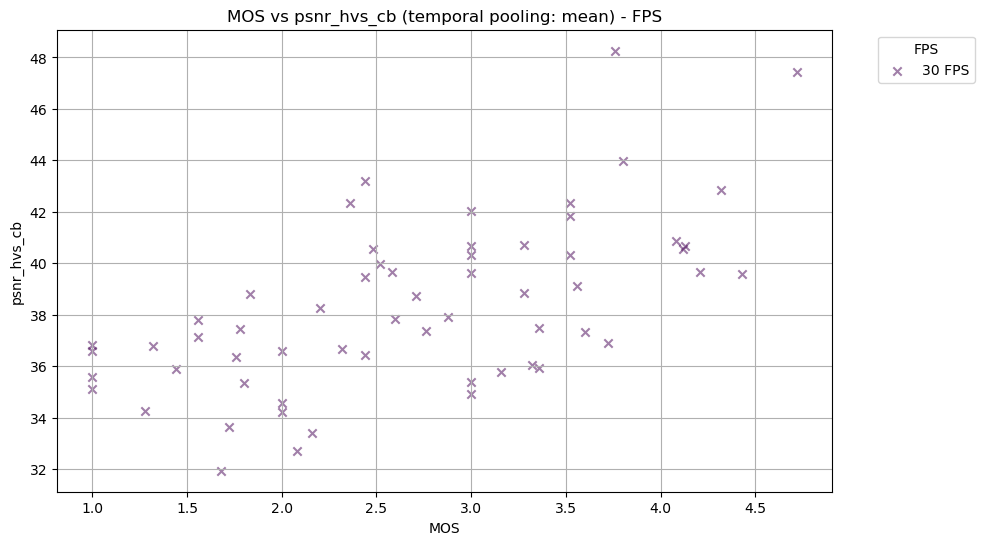 MOS vs psnr_hvs_cb (temporal pooling: mean) - FPS
FPS
30 FPS
psnr_hvs_cb
48
46
44
42
40
38
36
34
32
1.0 1.5 2.0 2.5 3.0 3.5 4.0 4.5
MOS